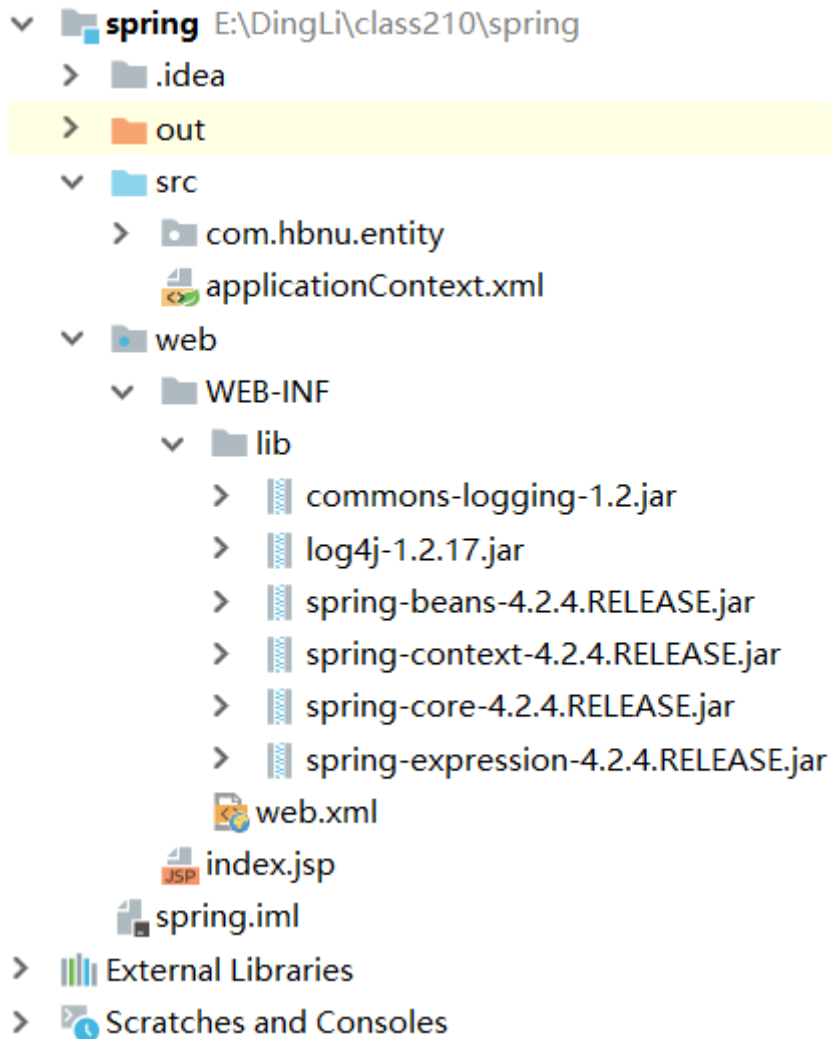 spring E:\DingLi\class210\spring
.idea
out
src
com.hbnu.entity
applicationContext.xml
web
WEB-INF
lib
commons-logging-1.2.jar
log4j-1.2.17.jar
spring-beans-4.2.4.RELEASE.jar
spring-context-4.2.4.RELEASE.jar
spring-core-4.2.4.RELEASE.jar
spring-expression-4.2.4.RELEASE.jar
web.xml
JSP index.jsp
spring.iml
External Libraries
Scratches and Consoles